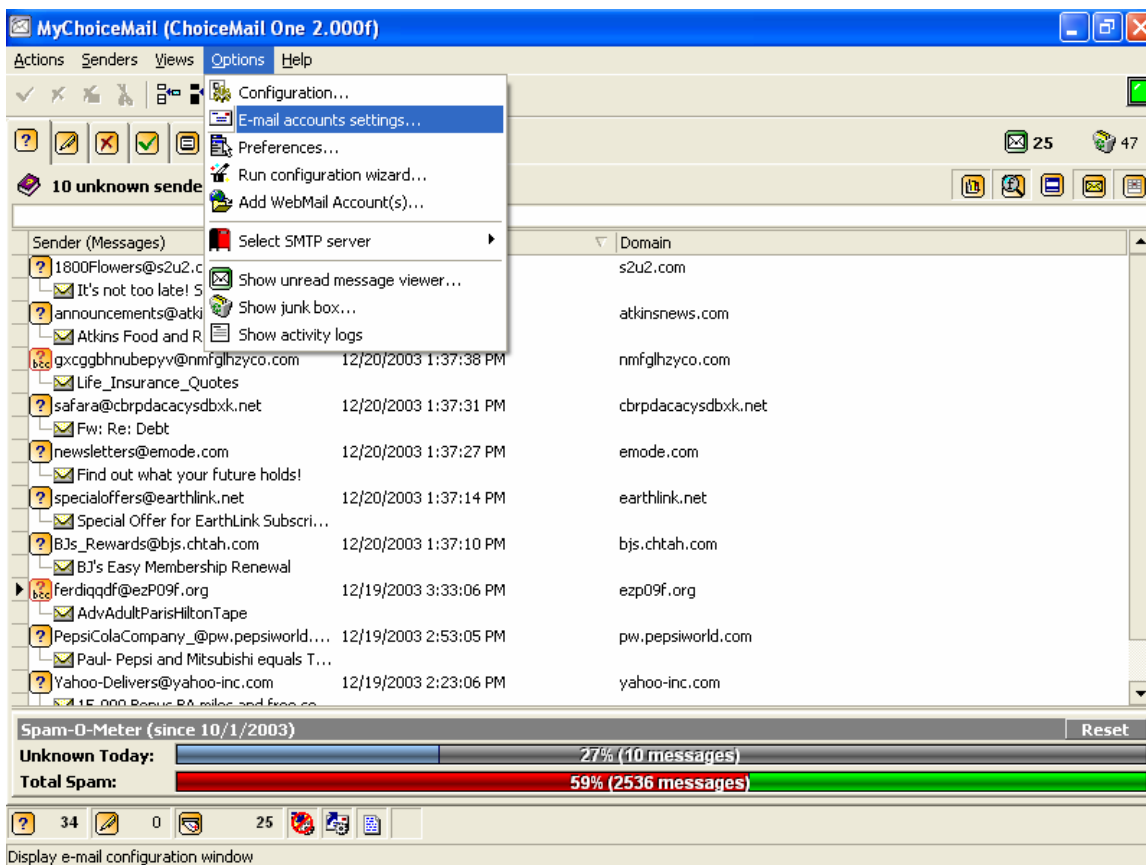 MyChoiceMail (ChoiceMail One 2.000f)
Actions Senders Views Options Help
Configuration...
E-mail accounts settings...
Preferences...
Run configuration wizard...
Add WebMail Account(s)...
Select SMTP server
Show unread message viewer...
Show junk box...
Show activity logs
25 47
10 unknown sende
Sender (Messages) Domain
1800Flowers@s2u2.c s2u2.com
It's not too late! S
announcements@atki atkinsnews.com
Atkins Food and R
gxcggbhnubepyv@nmfglhzyco.com 12/20/2003 1:37:38 PM nmfglhzyco.com
Life_Insurance_Quotes
safara@cbrpdacacysdbxk.net 12/20/2003 1:37:31 PM cbrpdacacysdbxk.net
Fw: Re: Debt
newsletters@emode.com 12/20/2003 1:37:27 PM emode.com
Find out what your future holds!
specialoffers@earthlink.net 12/20/2003 1:37:14 PM earthlink.net
Special Offer for EarthLink Subscri...
BJs_Rewards@bjs.chtah.com 12/20/2003 1:37:10 PM bjs.chtah.com
BJ's Easy Membership Renewal
ferdiqqdf@ezP09f.org 12/19/2003 3:33:06 PM ezp09f.org
AdvAdultParisHiltonTape
PepsiColaCompany_@pw.pepsiworld.... 12/19/2003 2:53:05 PM pw.pepsiworld.com
Paul- Pepsi and Mitsubishi equals T...
Yahoo-Delivers@yahoo-inc.com 12/19/2003 2:23:06 PM yahoo-inc.com
Spam-O-Meter (since 10/1/2003) Reset
Unknown Today: 27% (10 messages)
Total Spam: 59% (2536 messages)
34 0 25
Display e-mail configuration window